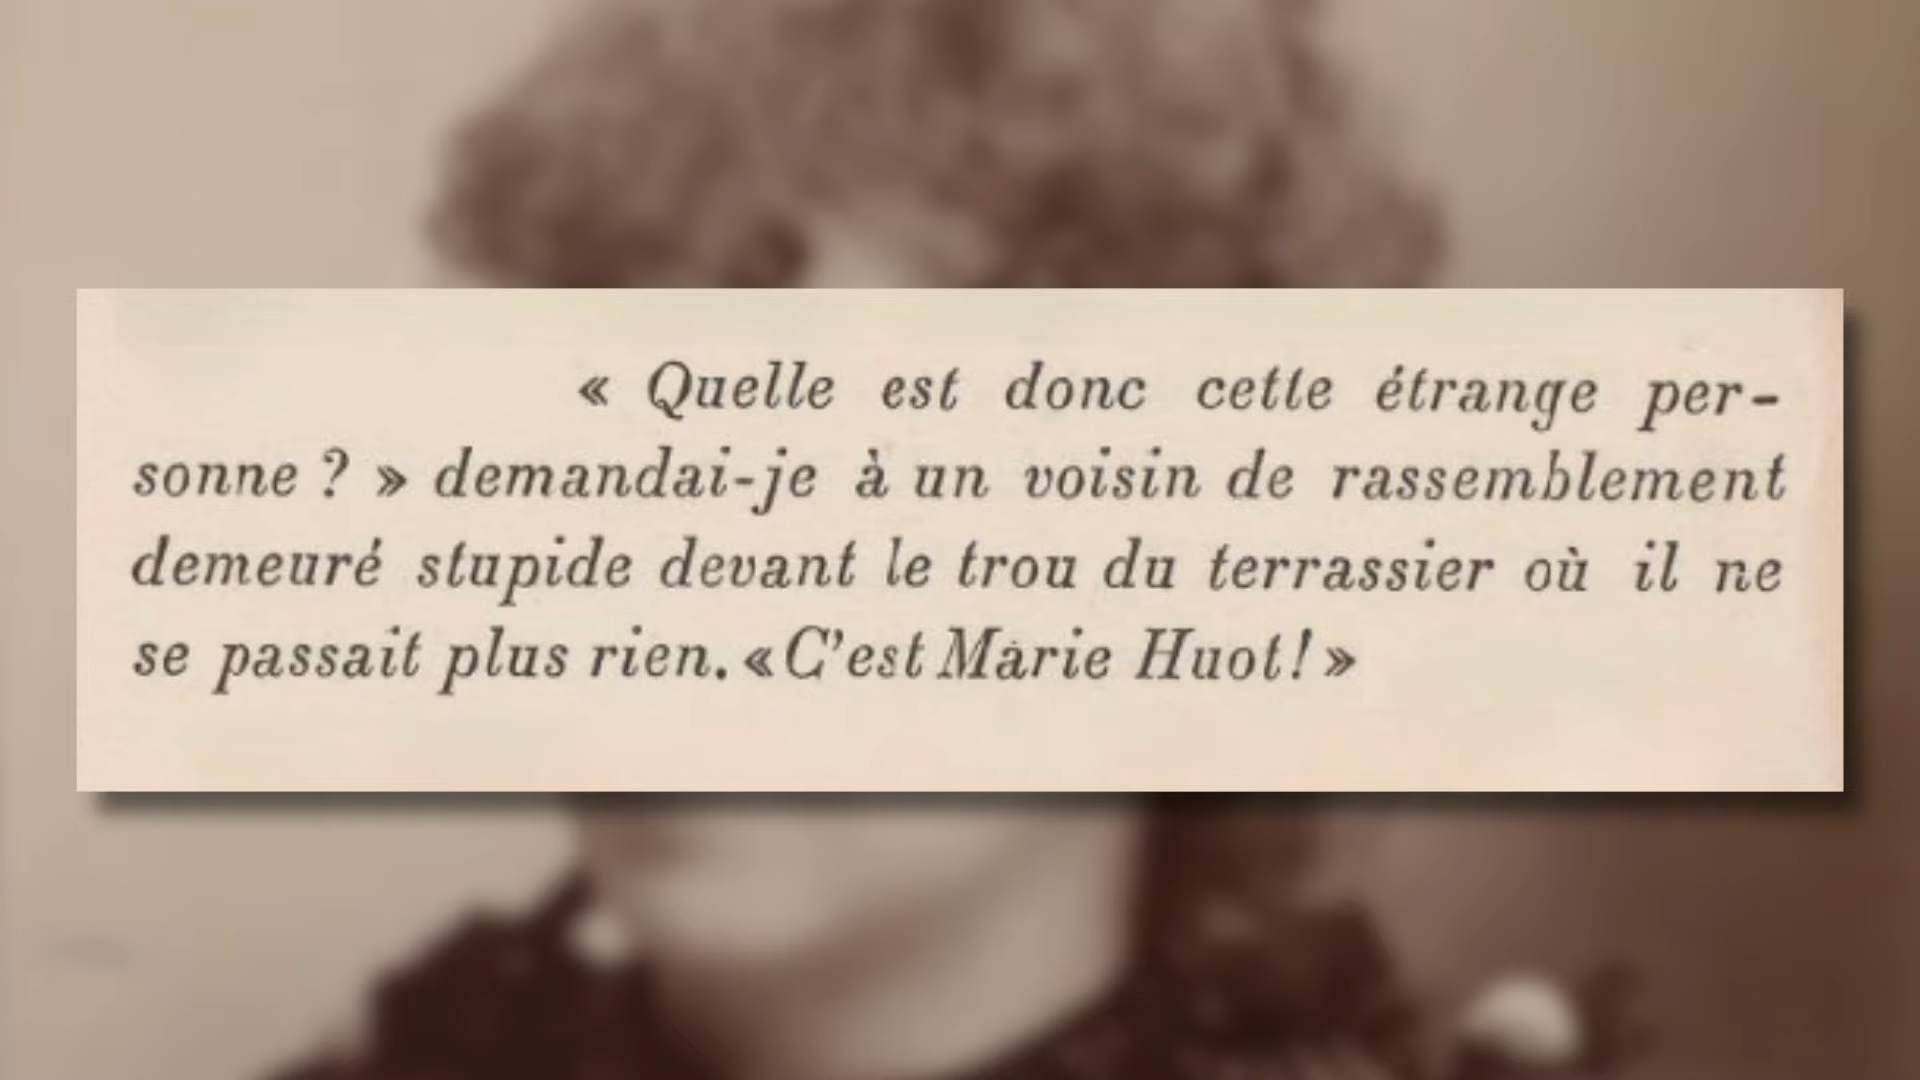 « Quelle est donc cette étrange per-
sonne ? » demandai-je à un voisin de rassemblement
demeuré stupide devant le trou du terrassier où il ne
se passait plus rien. «C'est Marie Huot! »